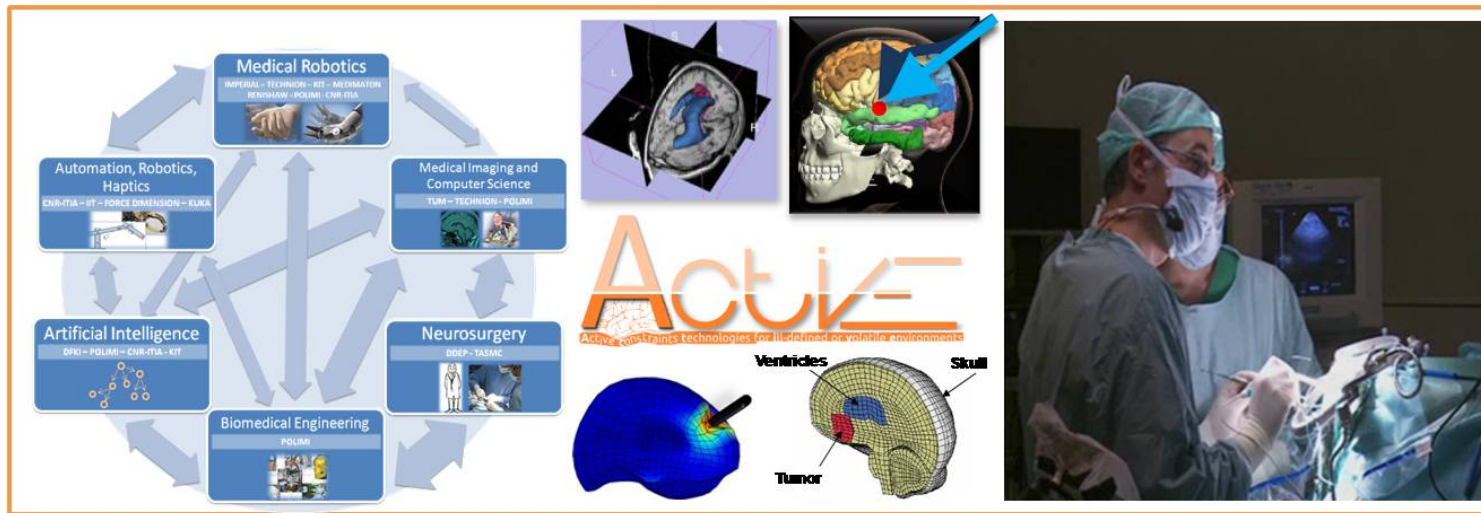 Medical Robotics
IMPERIAL – TECHNION – KIT – MEDIMATON
RENISHAW – POLIMI - CNR-ITIA
Automation, Robotics,
Haptics
CNR-ITIA – IIT – FORCE DIMENSION – KUKA
Medical Imaging and
Computer Science
TUM – TECHNION - POLIMI
Artificial Intelligence
DFKI – POLIMI – CNR-ITIA - KIT
Neurosurgery
DDEP - TASMC
Biomedical Engineering
POLIMI
S
A
L
R
ACTIVE
Active constraints technologies for ill-defined or volatile environments
Ventricles
Skull
Tumor